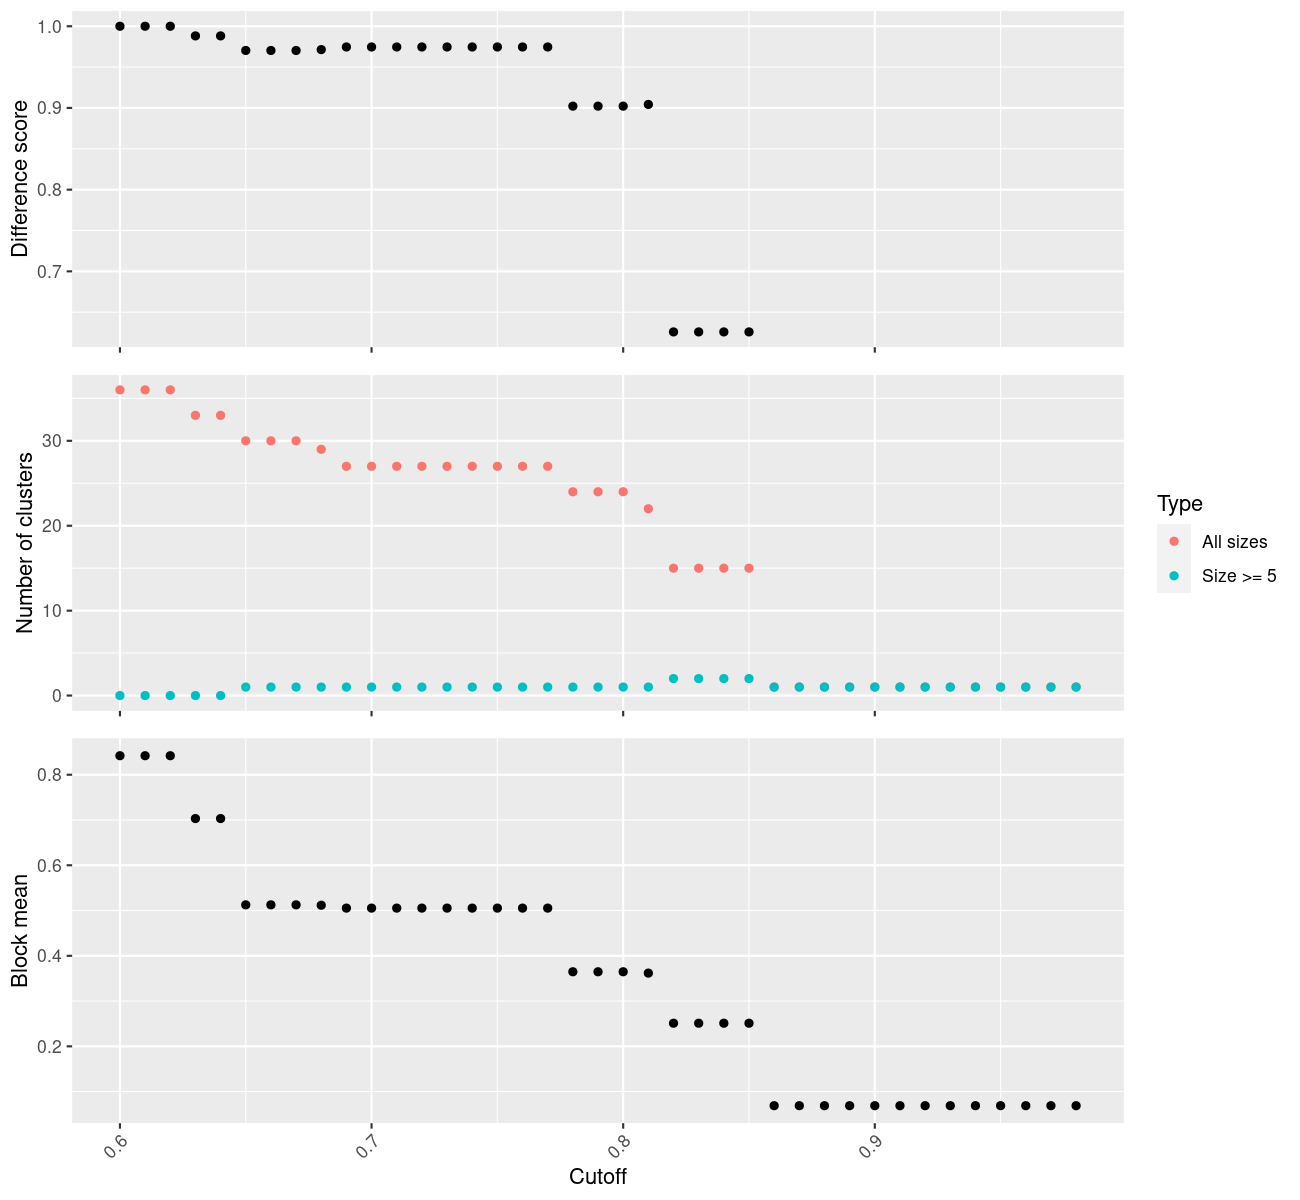 Difference score
1.0
0.9
0.8
0.7
Number of clusters
30
20
10
0
Type
All sizes
Size >= 5
Block mean
0.8
0.6
0.4
0.2
0.6
0.7
0.8
0.9
Cutoff